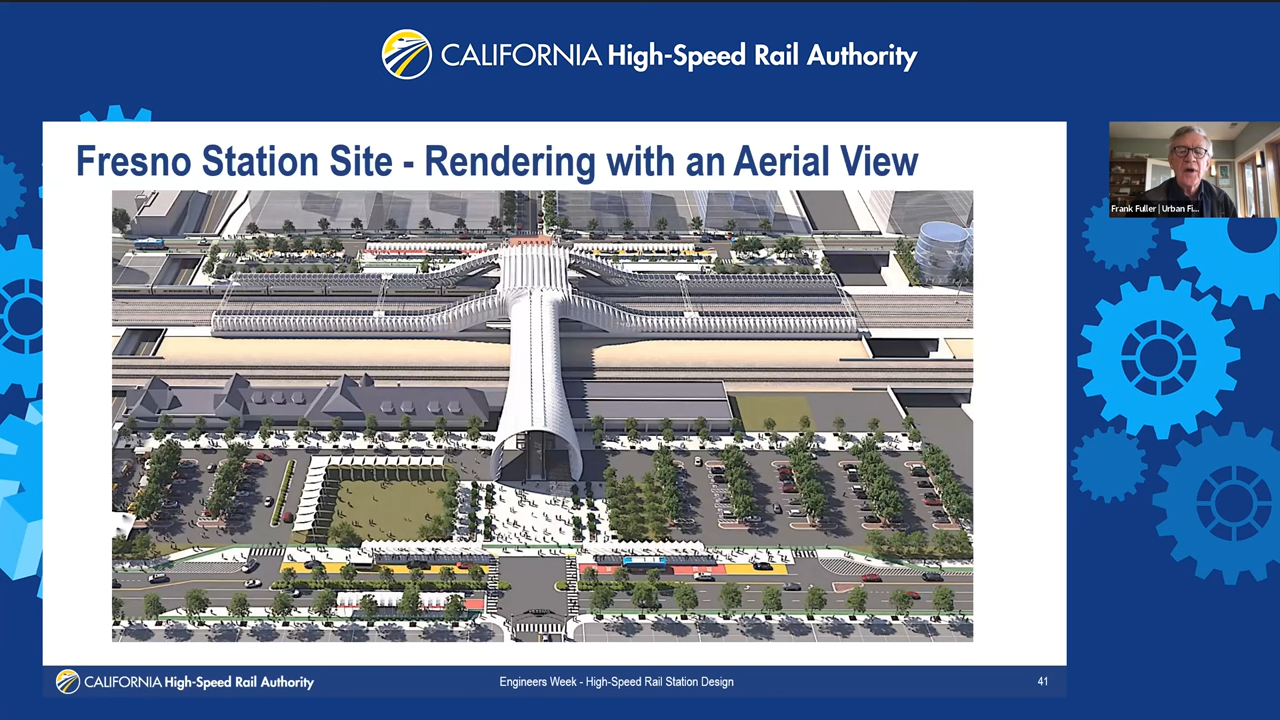 CALIFORNIA High-Speed Rail Authority
Fresno Station Site - Rendering with an Aerial View
Frank Fuller | Urban Fi...
CALIFORNIA High-Speed Rail Authority
Engineers Week - High-Speed Rail Station Design
41